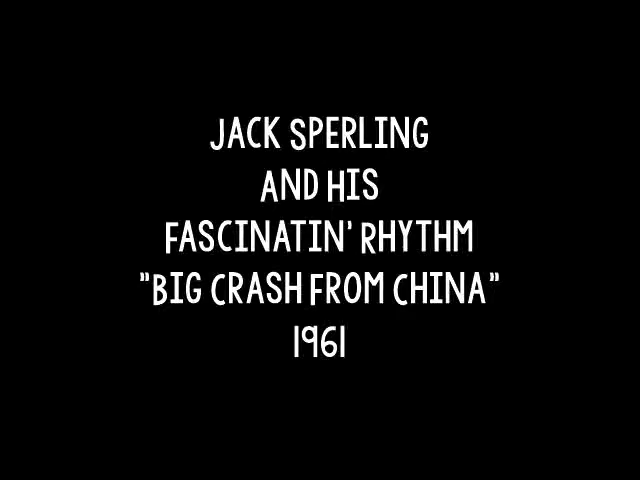 JACK SPERLING
AND HIS
FASCINATIN' RHYTHM
"BIG CRASH FROM CHINA"
1961